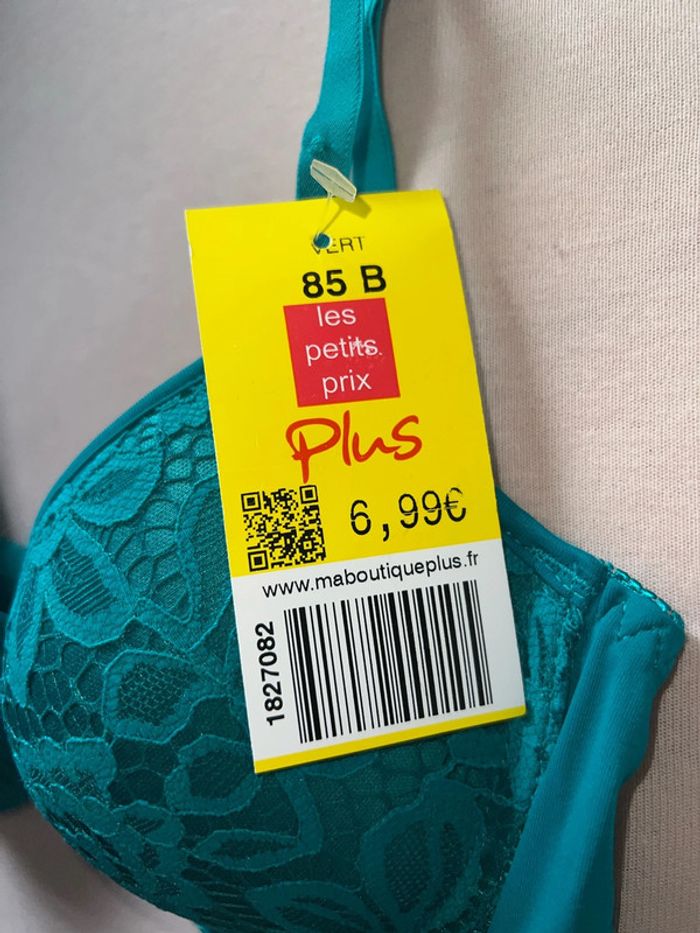 VERT
85 B
les
petits
prix
Plus
6,99€
www.maboutiqueplus.fr
1827082